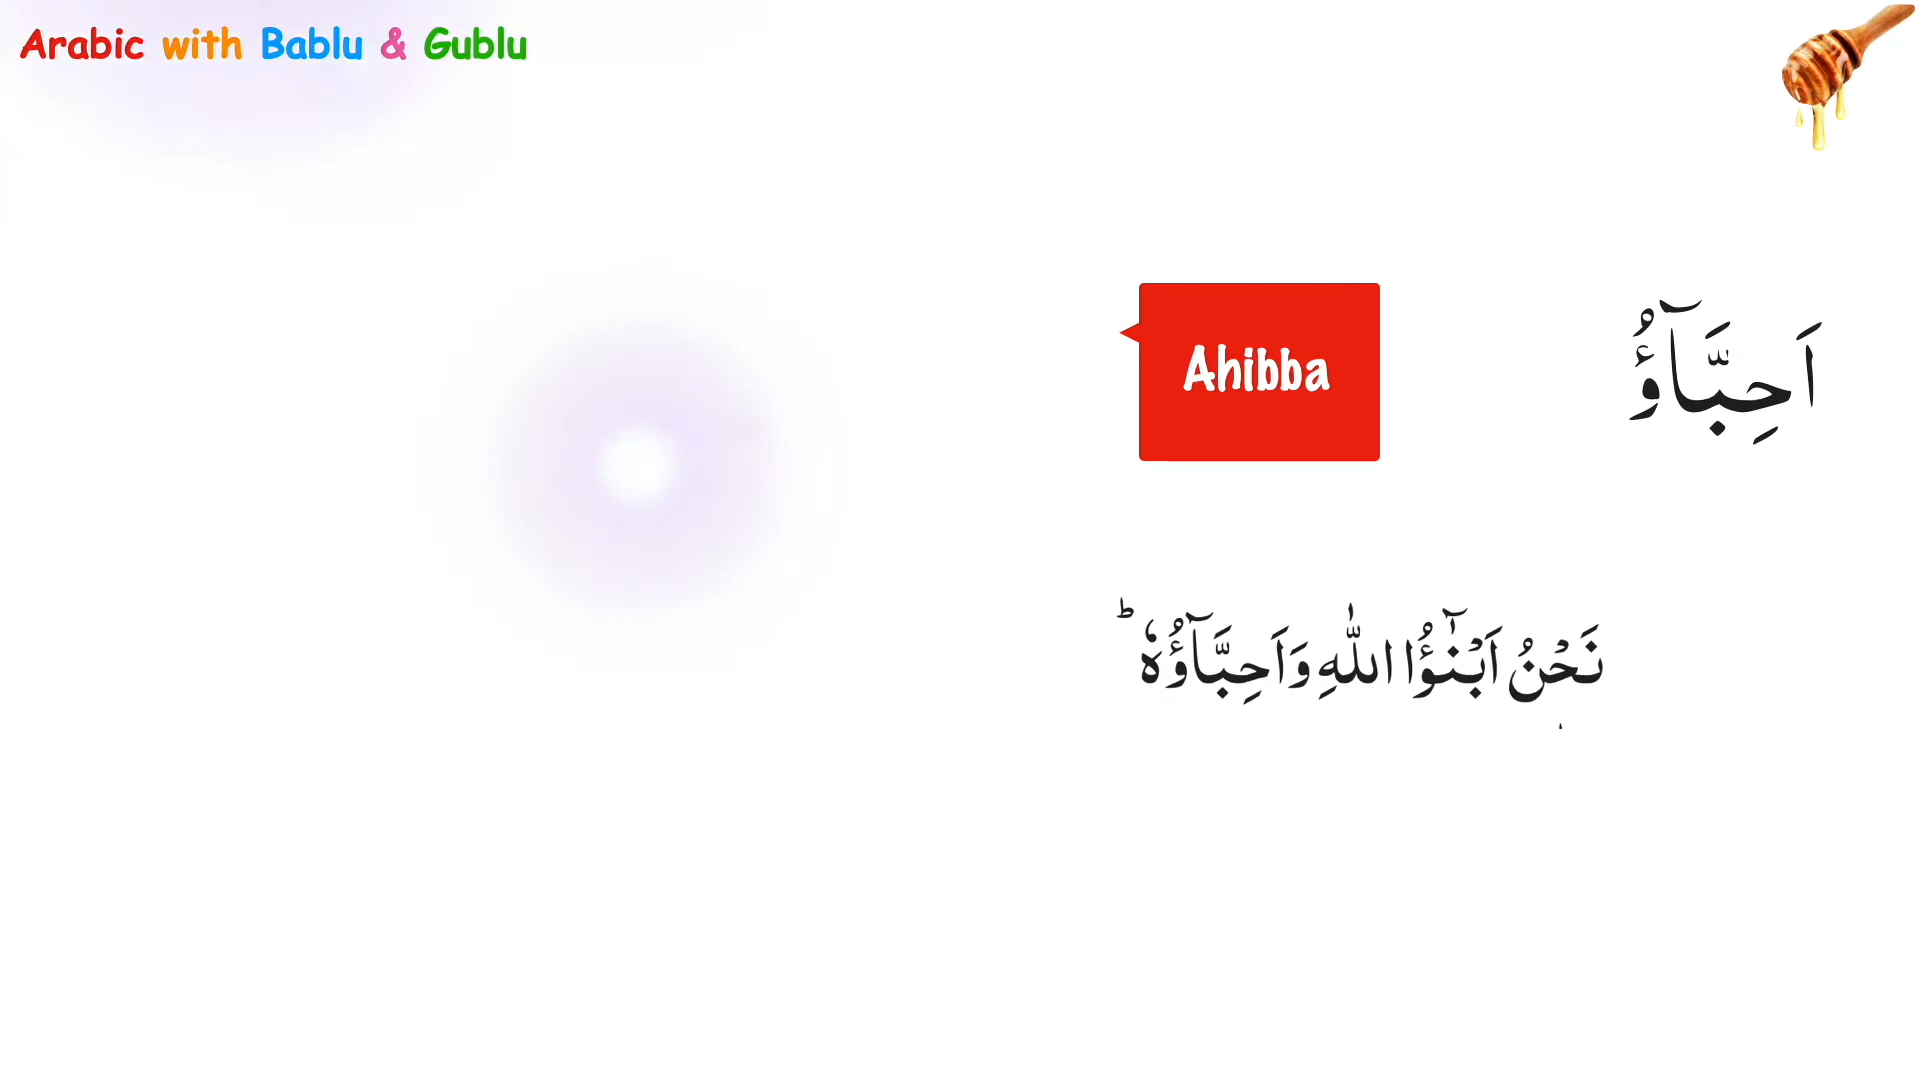 Arabic with Bablu & Gublu
Ahibba
اَحِبَّآؤُ
نَحْنُ اَبْنٰٓؤُا اللّٰهِ وَاَحِبَّآؤُهٗ ؕ